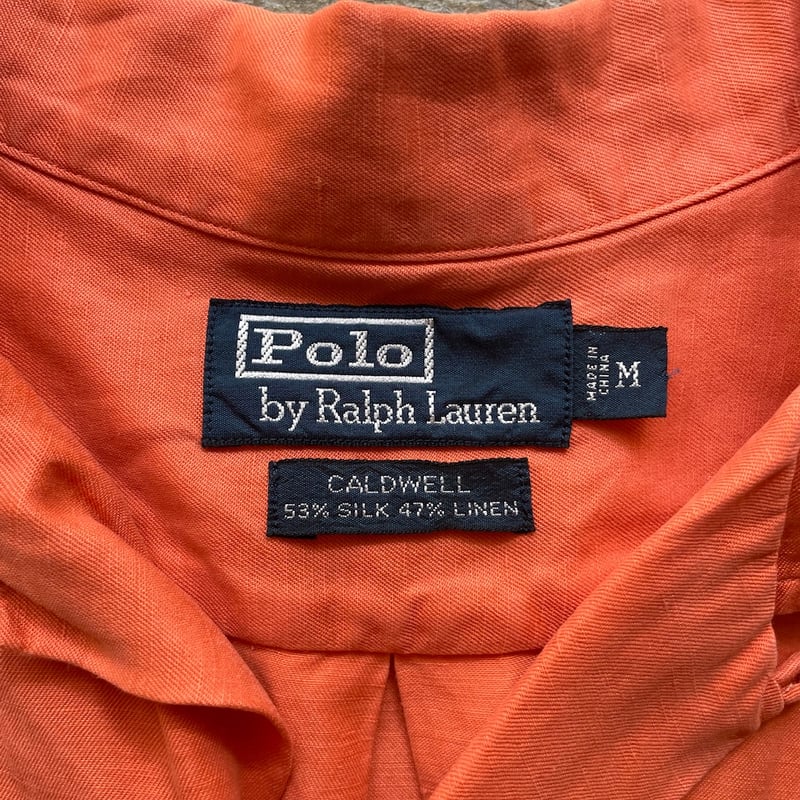 Polo
by Ralph Lauren
MADE IN
CHINA
M
CALDWELL
53% SILK 47% LINEN